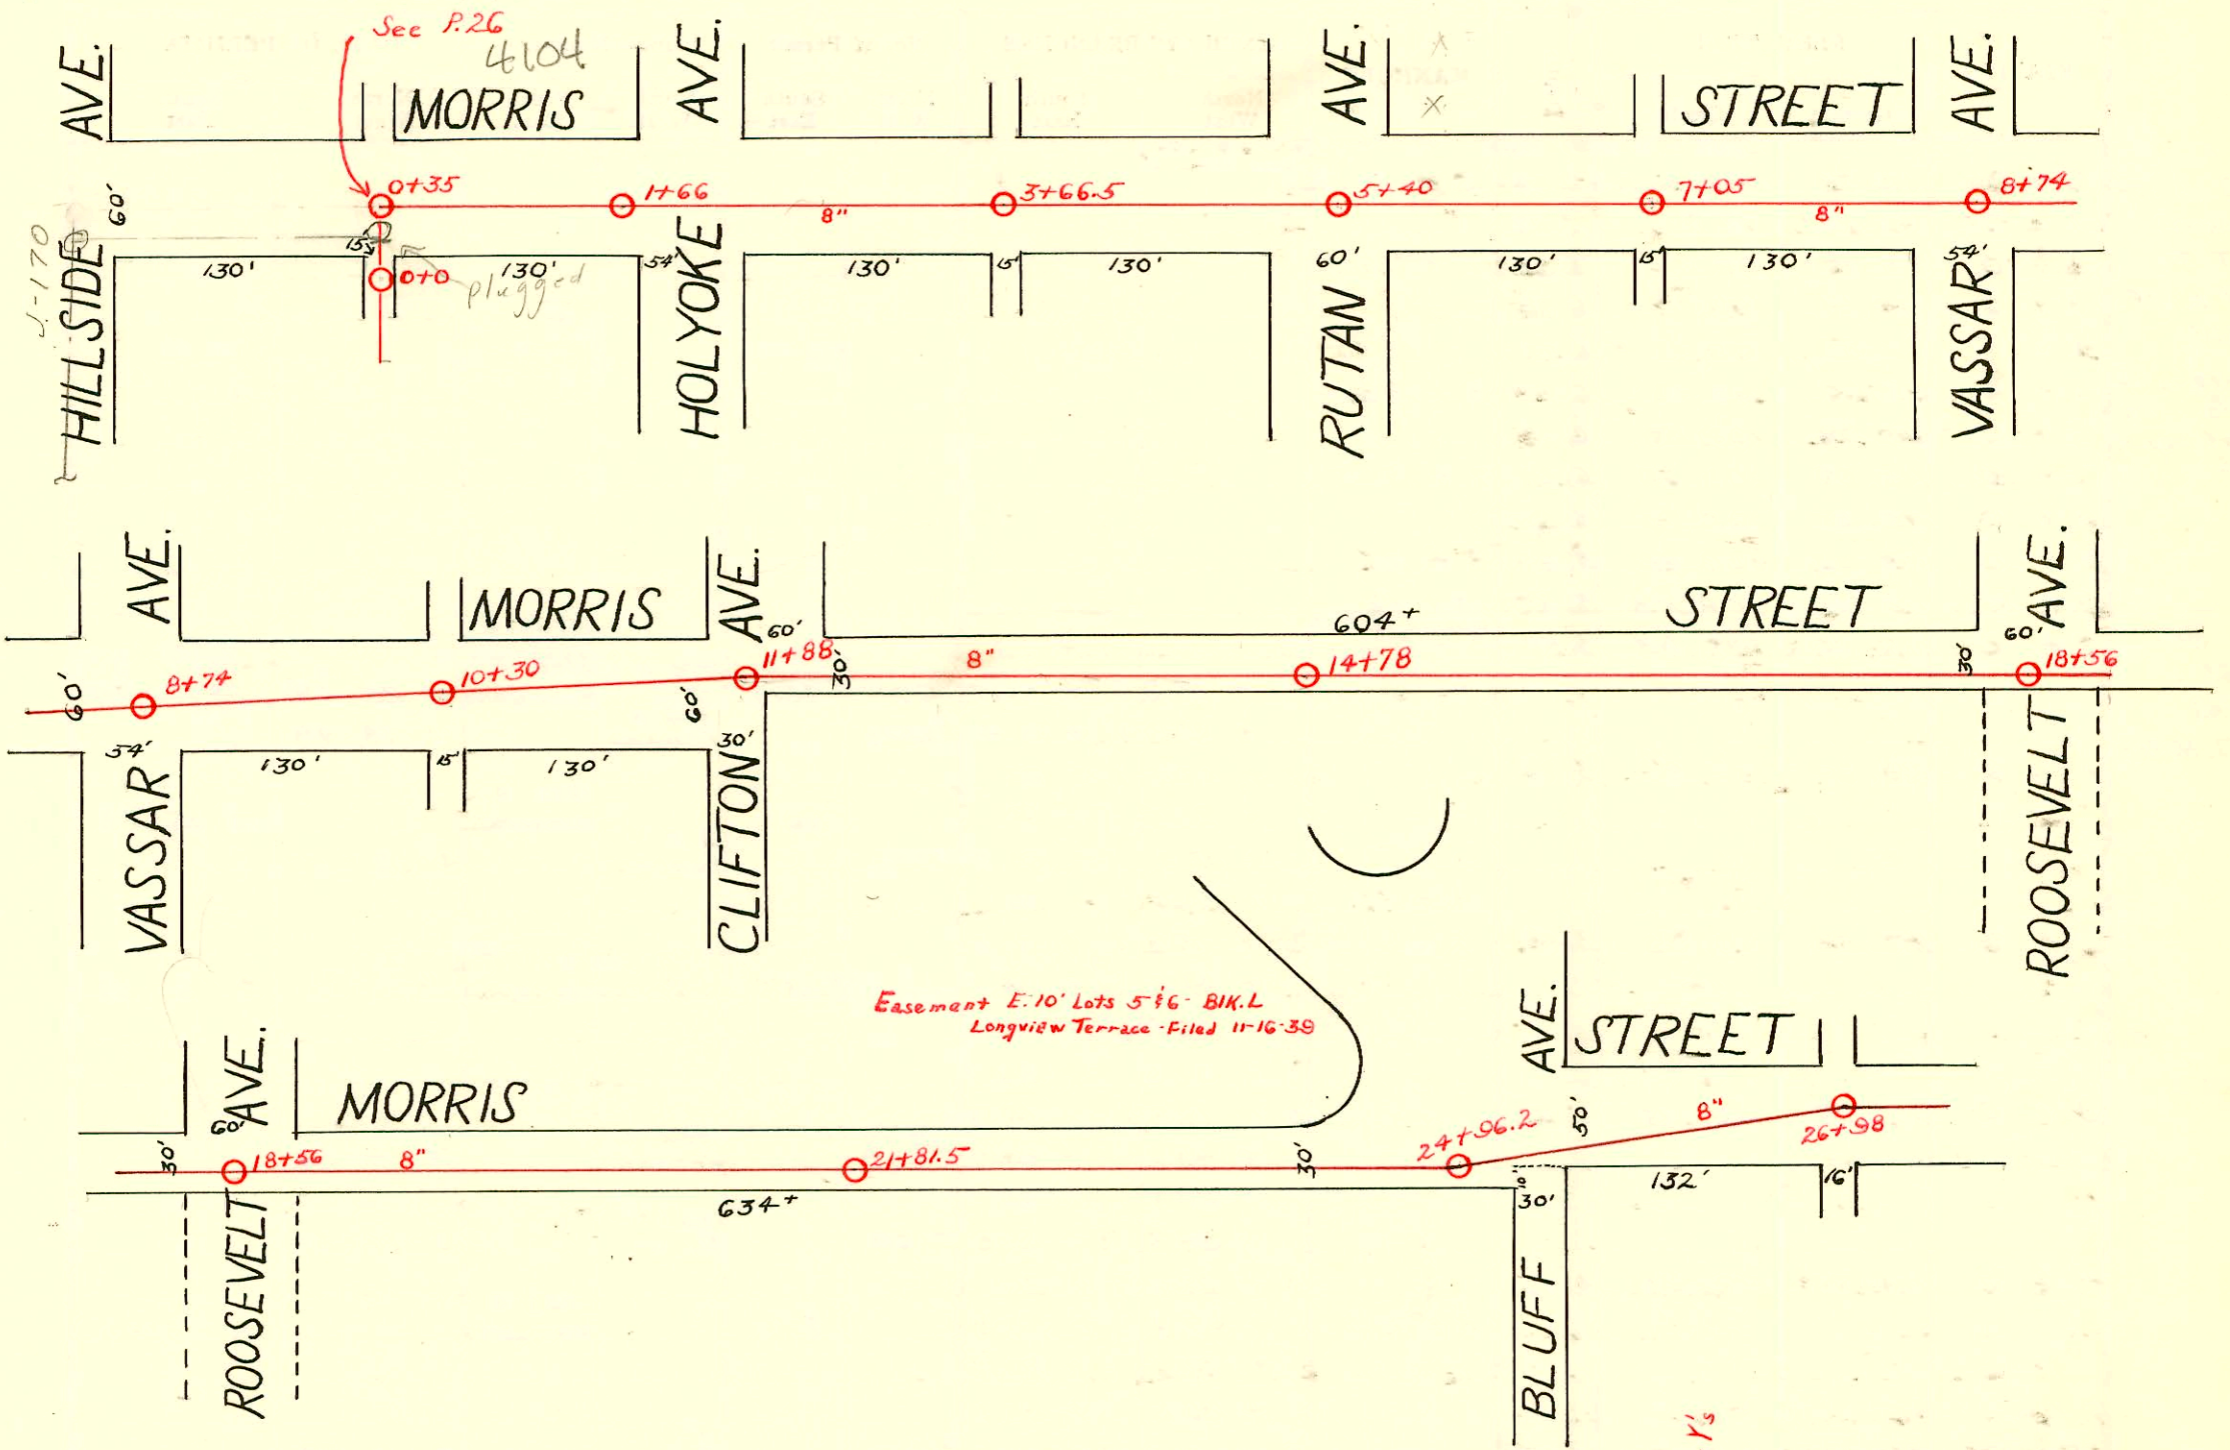 See P.26
4104
AVE.
MORRIS
AVE.
AVE.
STREET
AVE.
0+35
1+66
3+66.5
5+40
7+05
8+74
60'
8"
8"
J-170
HILLSIDE
15'
130'
0+0
130'
plugged
54'
HOLYOKE
130'
15'
130'
60'
RUTAN
130'
15'
130'
54'
VASSAR
AVE.
MORRIS
AVE.
60'
604+
STREET
60'
AVE.
60'
8+74
10+30
60'
11+88
30'
8"
14+78
30'
18+56
54'
VASSAR
130'
15'
130'
30'
CLIFTON
ROOSEVELT
Easement E. 10' Lots 5 & 6 - Blk. L
Longview Terrace - Filed 11-16-39
AVE.
MORRIS
AVE.
STREET
60'
30'
18+56
8"
21+81.5
30'
24+96.2
50'
8"
26+98
634+
10'
30'
132'
16'
ROOSEVELT
BLUFF
Y's